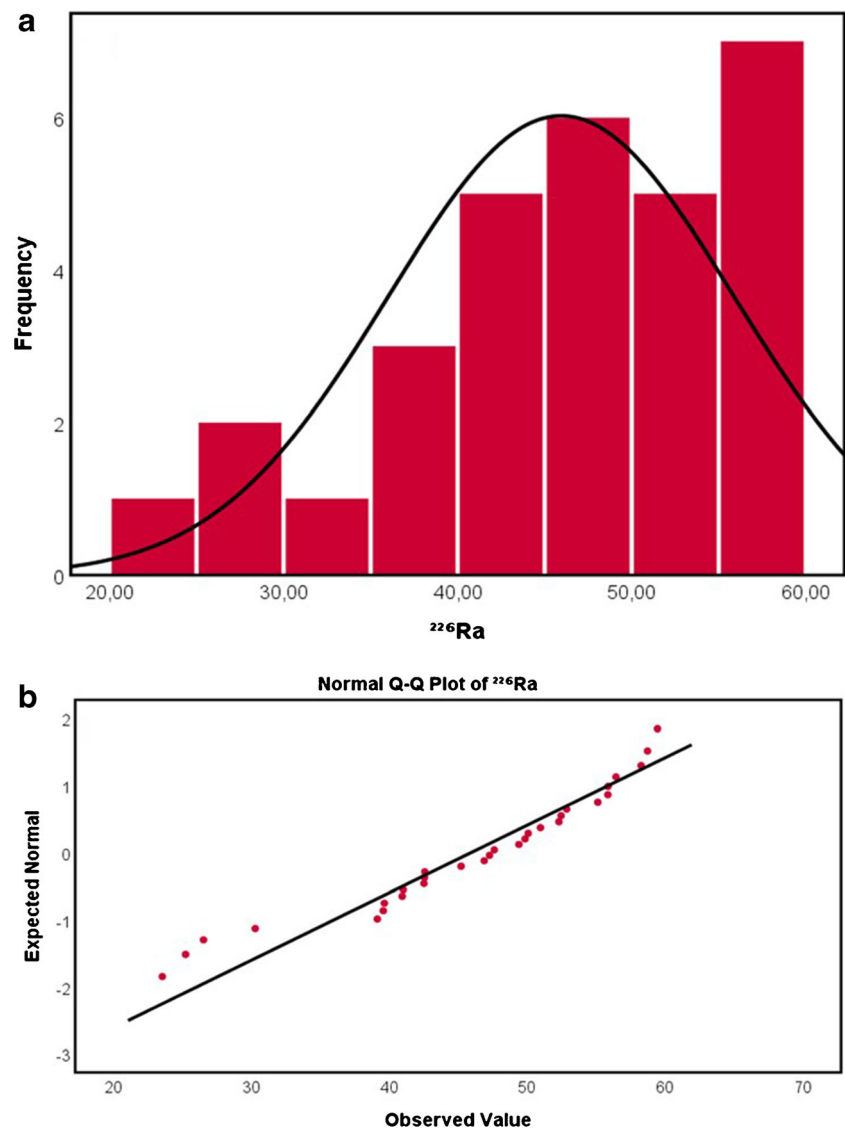 a
6
4
2
0
Frequency
20,00 30,00 40,00 50,00 60,00
²²⁶Ra
b
Normal Q-Q Plot of ²²⁶Ra
2
1
0
-1
-2
-3
Expected Normal
20 30 40 50 60 70
Observed Value